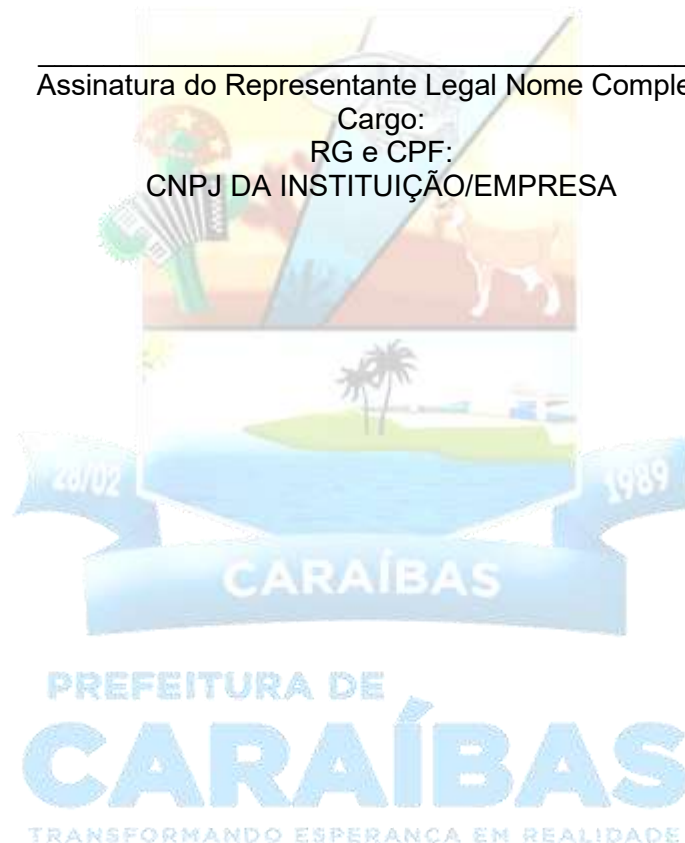 Assinatura do Representante Legal Nome Comple
Cargo:
RG e CPF:
CNPJ DA INSTITUIÇÃO/EMPRESA
28/02
1989
CARAÍBAS
PREFEITURA DE
CARAÍBAS
TRANSFORMANDO ESPERANÇA EM REALIDADE